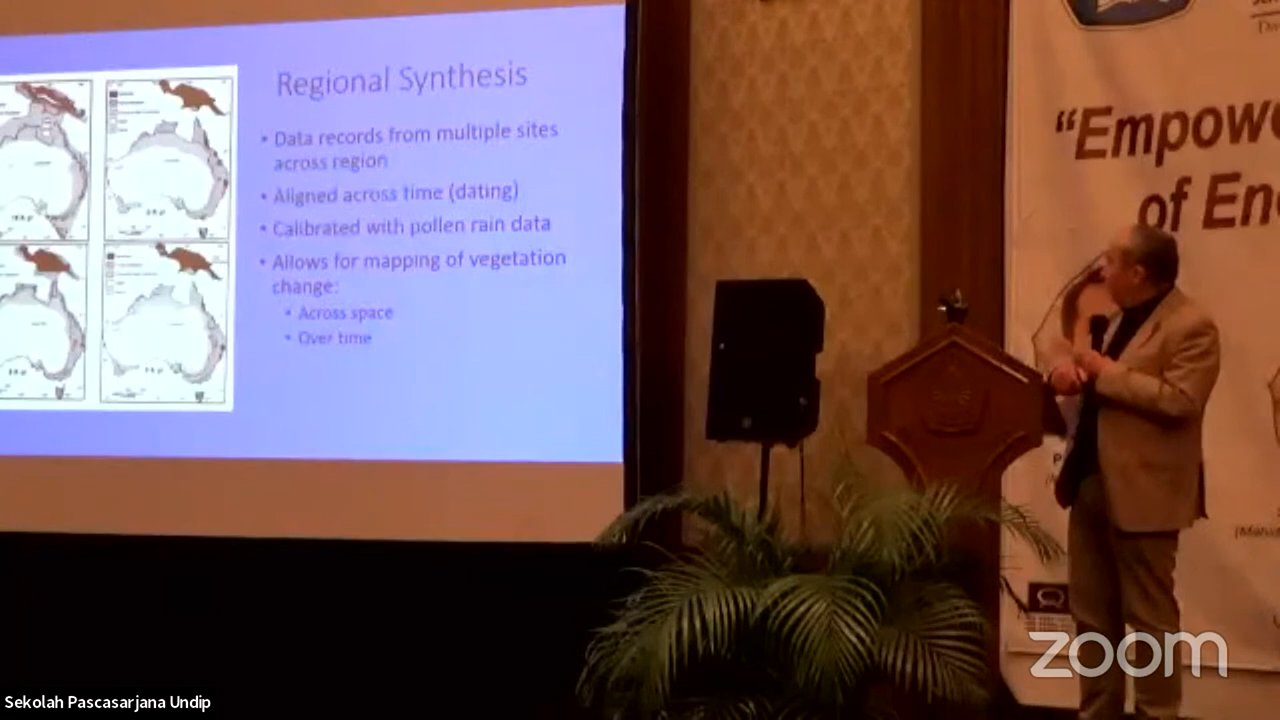 Regional Synthesis
• Data records from multiple sites
across region
• Aligned across time (dating)
• Calibrated with pollen rain data
• Allows for mapping of vegetation
change:
• Across space
• Over time
"Empowe
of En
zoom
Sekolah Pascasarjana Undip